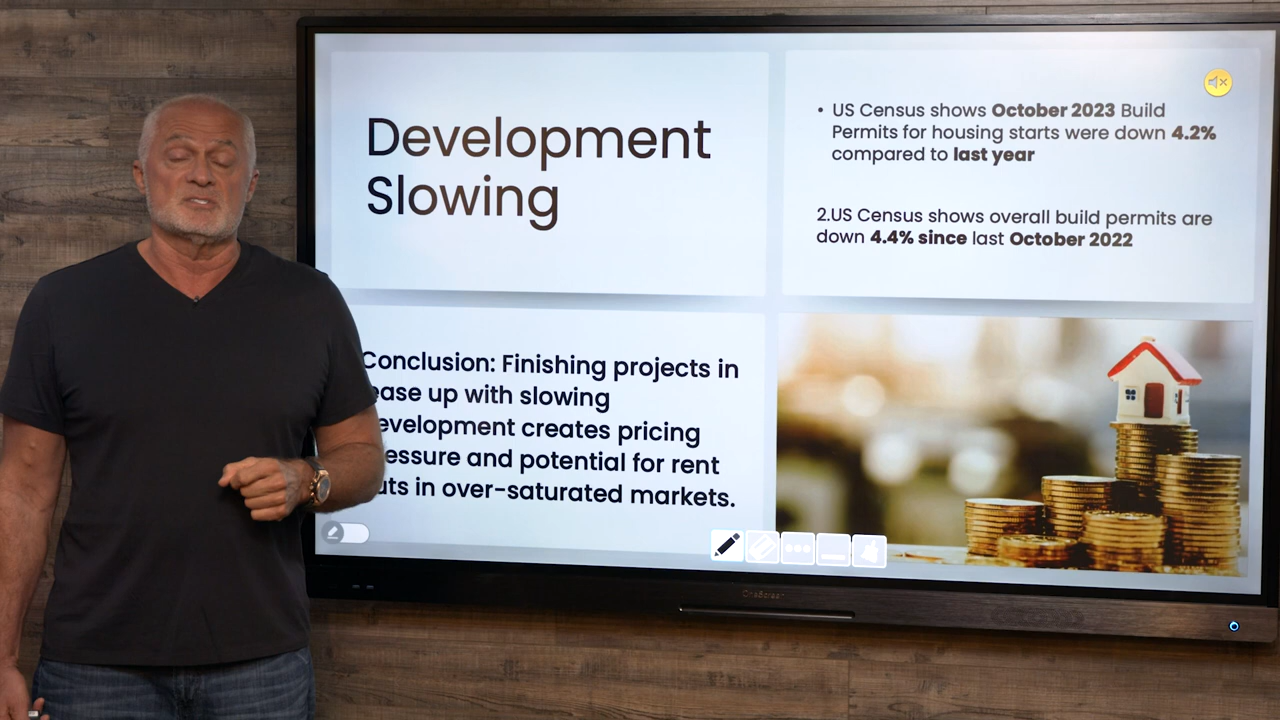 Development
Slowing
• US Census shows October 2023 Build
Permits for housing starts were down 4.2%
compared to last year
2.US Census shows overall build permits are
down 4.4% since last October 2022
Conclusion: Finishing projects in
ease up with slowing
evelopment creates pricing
essure and potential for rent
uts in over-saturated markets.
OneScreen